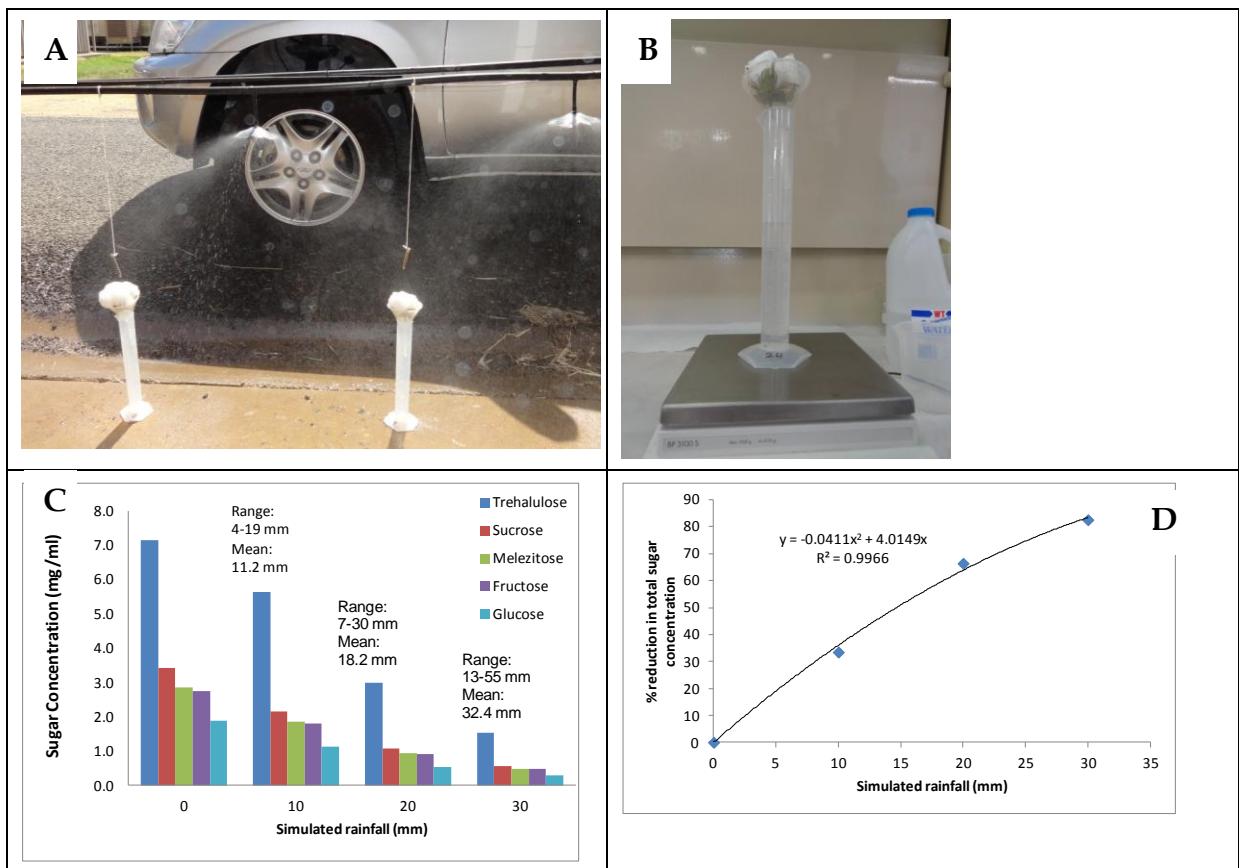 A
B
WATER
C
8.0
7.0
6.0
5.0
4.0
3.0
2.0
1.0
0.0
Sugar Concentration (mg/ml)
0
10
20
30
Simulated rainfall (mm)
Range:
4-19 mm
Mean:
11.2 mm
Range:
7-30 mm
Mean:
18.2 mm
Range:
13-55 mm
Mean:
32.4 mm
Trehalulose
Sucrose
Melezitose
Fructose
Glucose
D
90
80
70
60
50
40
30
20
10
0
% reduction in total sugar
concentration
y = -0.0411x² + 4.0149x
R² = 0.9966
0
5
10
15
20
25
30
35
Simulated rainfall (mm)